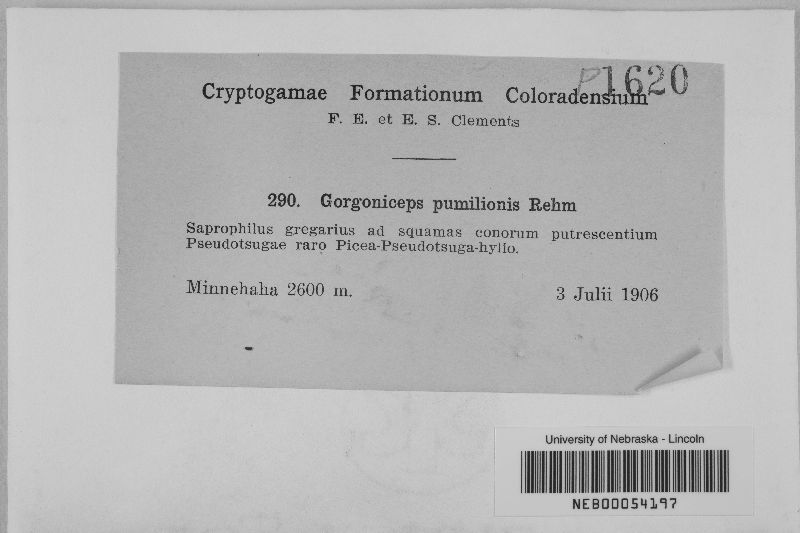 P1620
Cryptogamae Formationum Coloradensium
F. E. et E. S. Clements
290. Gorgoniceps pumilionis Rehm
Saprophilus gregarius ad squamas conorum putrescentium
Pseudotsugae raro Picea-Pseudotsuga-hylio.
Minnehaha 2600 m. 3 Julii 1906
University of Nebraska - Lincoln
NEB00054197